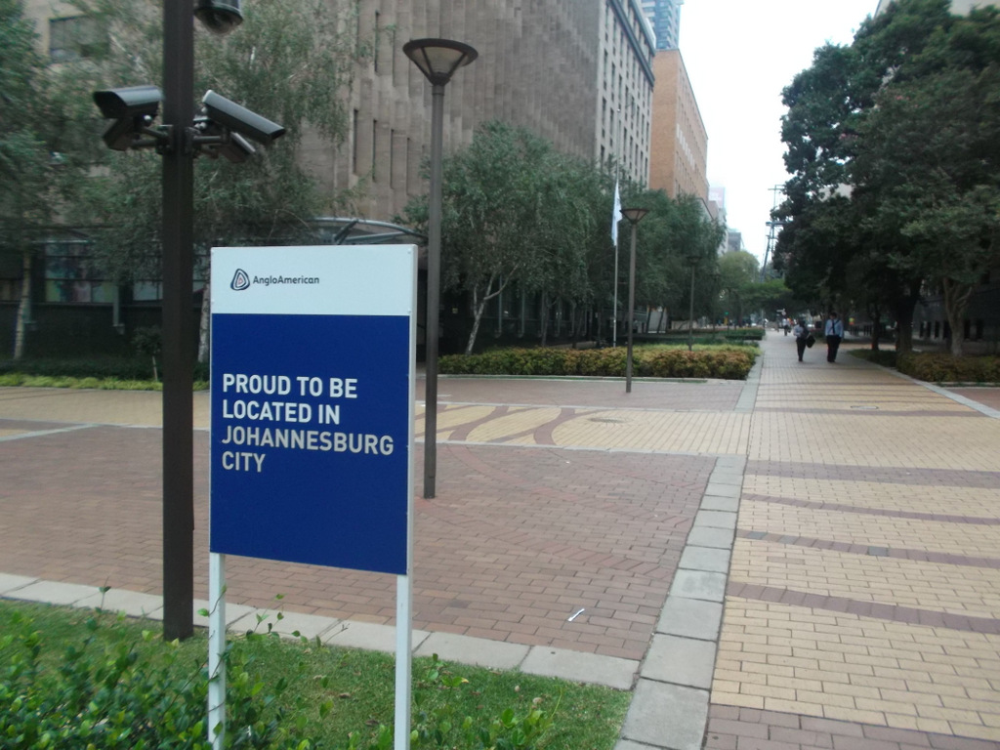 AngloAmerican
PROUD TO BE
LOCATED IN
JOHANNESBURG
CITY